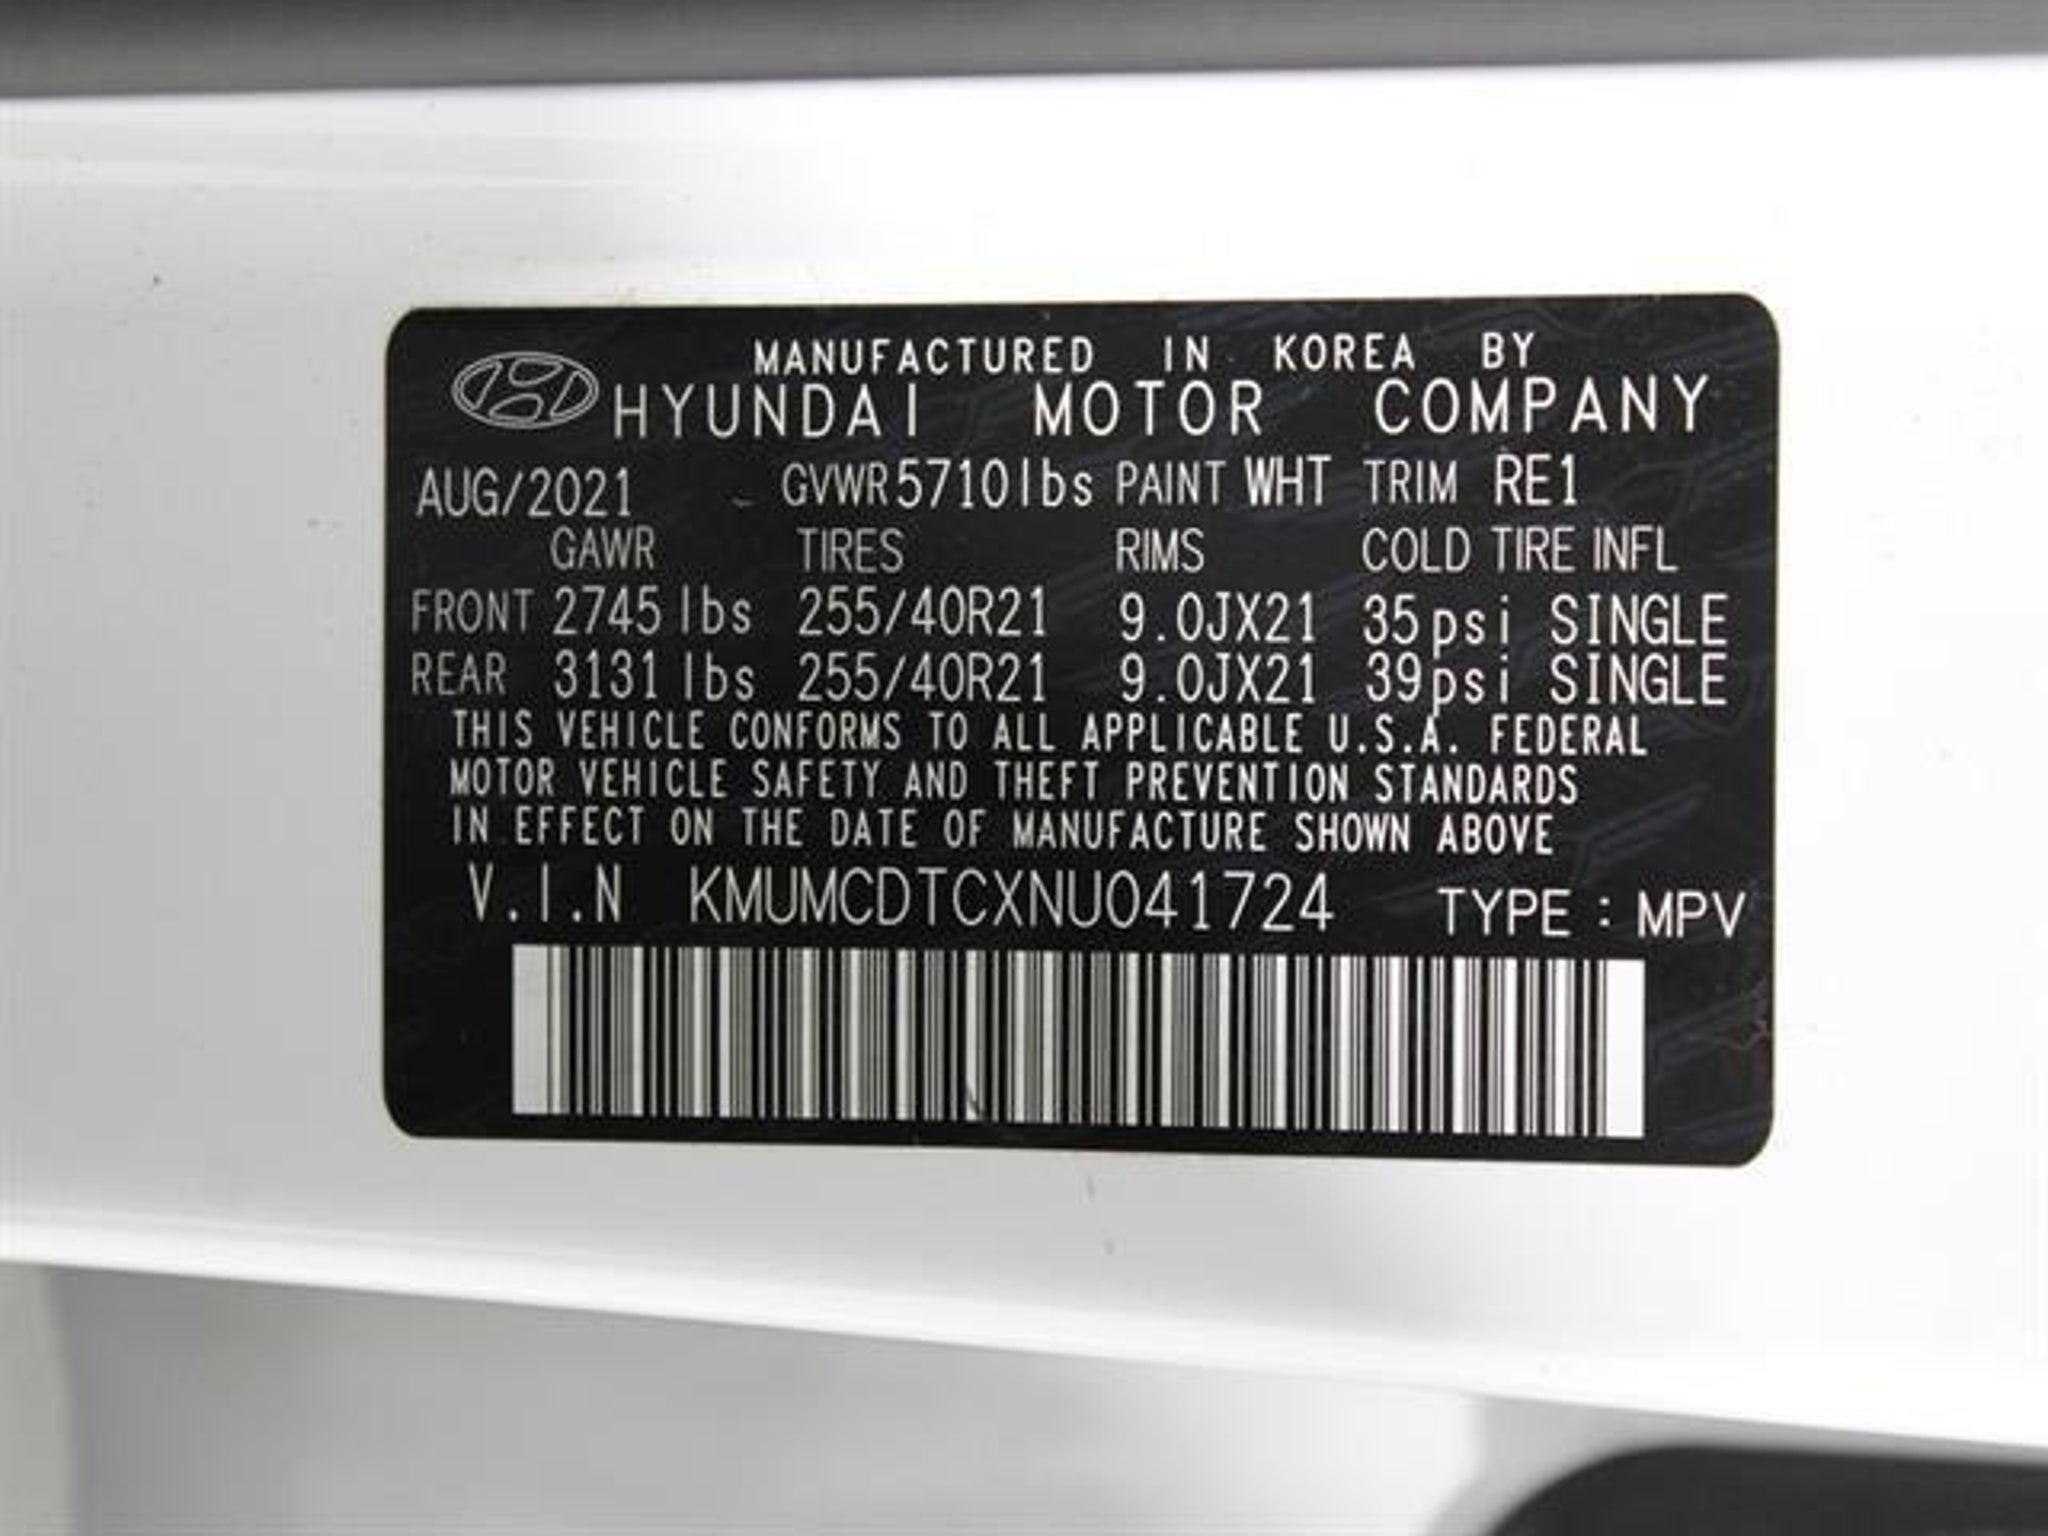 MANUFACTURED IN KOREA BY
HYUNDAI MOTOR COMPANY
AUG/2021 GVWR 5710lbs PAINT WHT TRIM RE1
GAWR TIRES RIMS COLD TIRE INFL
FRONT 2745lbs 255/40R21 9.0JX21 35psi SINGLE
REAR 3131lbs 255/40R21 9.0JX21 39psi SINGLE
THIS VEHICLE CONFORMS TO ALL APPLICABLE U.S.A. FEDERAL
MOTOR VEHICLE SAFETY AND THEFT PREVENTION STANDARDS
IN EFFECT ON THE DATE OF MANUFACTURE SHOWN ABOVE
V.I.N KMUMCDTCXNU041724 TYPE : MPV